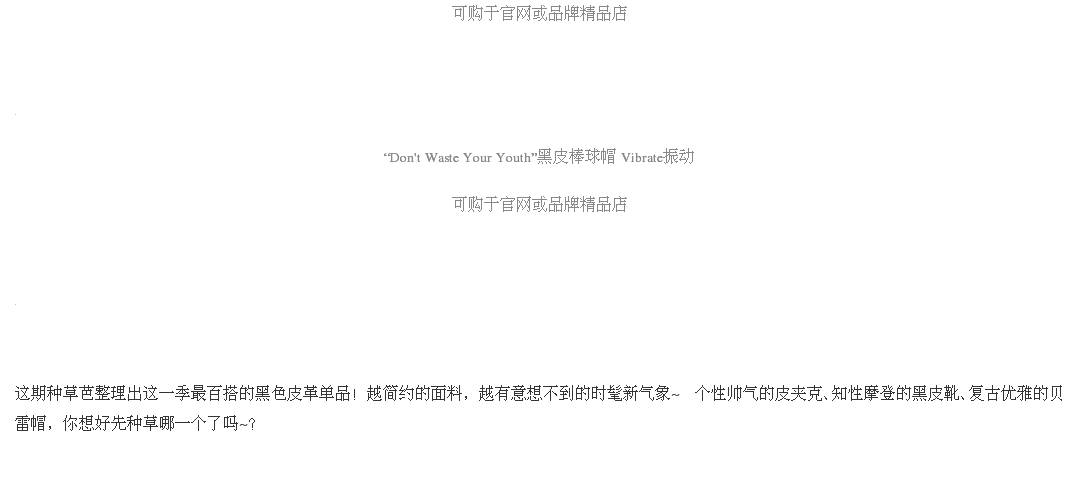 可购于官网或品牌精品店
“Don't Waste Your Youth”黑皮棒球帽 Vibrate振动
可购于官网或品牌精品店
这期种草芭整理出这一季最百搭的黑色皮革单品！越简约的面料，越有意想不到的时髦新气象~ 个性帅气的皮夹克、知性摩登的黑皮靴、复古优雅的贝
雷帽，你想好先种草哪一个了吗~？